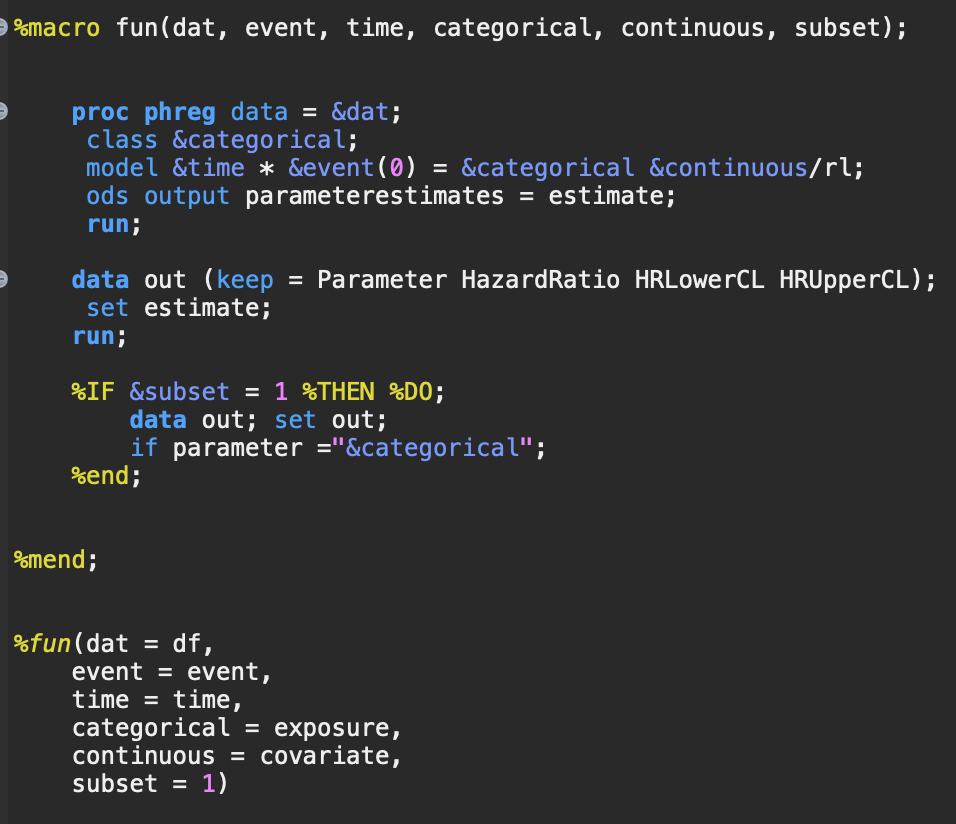 %macro fun(dat, event, time, categorical, continuous, subset);
proc phreg data = &dat;
class &categorical;
model &time * &event(0) = &categorical &continuous/rl;
ods output parameterestimates = estimate;
run;
data out (keep = Parameter HazardRatio HRLowerCL HRUpperCL);
set estimate;
run;
%IF &subset = 1 %THEN %DO;
data out; set out;
if parameter ="&categorical";
%end;
%mend;
%fun(dat = df,
event = event,
time = time,
categorical = exposure,
continuous = covariate,
subset = 1)